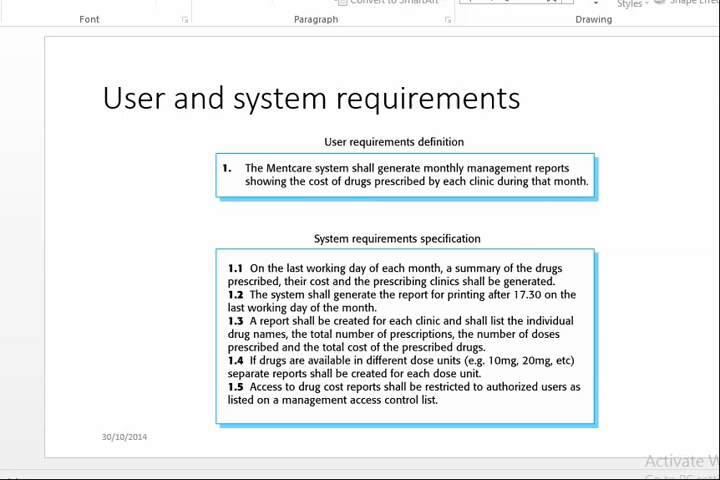 Convert to SmartArt
Styles
Shape Effe
Font
Paragraph
Drawing
User and system requirements
User requirements definition
1. The Mentcare system shall generate monthly management reports
showing the cost of drugs prescribed by each clinic during that month.
System requirements specification
1.1 On the last working day of each month, a summary of the drugs
prescribed, their cost and the prescribing clinics shall be generated.
1.2 The system shall generate the report for printing after 17.30 on the
last working day of the month.
1.3 A report shall be created for each clinic and shall list the individual
drug names, the total number of prescriptions, the number of doses
prescribed and the total cost of the prescribed drugs.
1.4 If drugs are available in different dose units (e.g. 10mg, 20mg, etc)
separate reports shall be created for each dose unit.
1.5 Access to drug cost reports shall be restricted to authorized users as
listed on a management access control list.
30/10/2014
Activate W